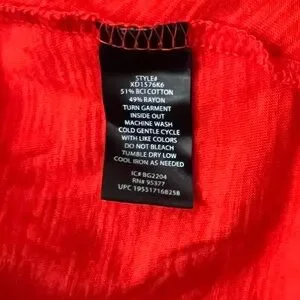 STYLE#
XD1576K6
51% BCI COTTON
49% RAYON
TURN GARMENT
INSIDE OUT
MACHINE WASH
COLD GENTLE CYCLE
WITH LIKE COLORS
DO NOT BLEACH
TUMBLE DRY LOW
COOL IRON AS NEEDED
IC# BG2204
RN# 95377
UPC 195517168258